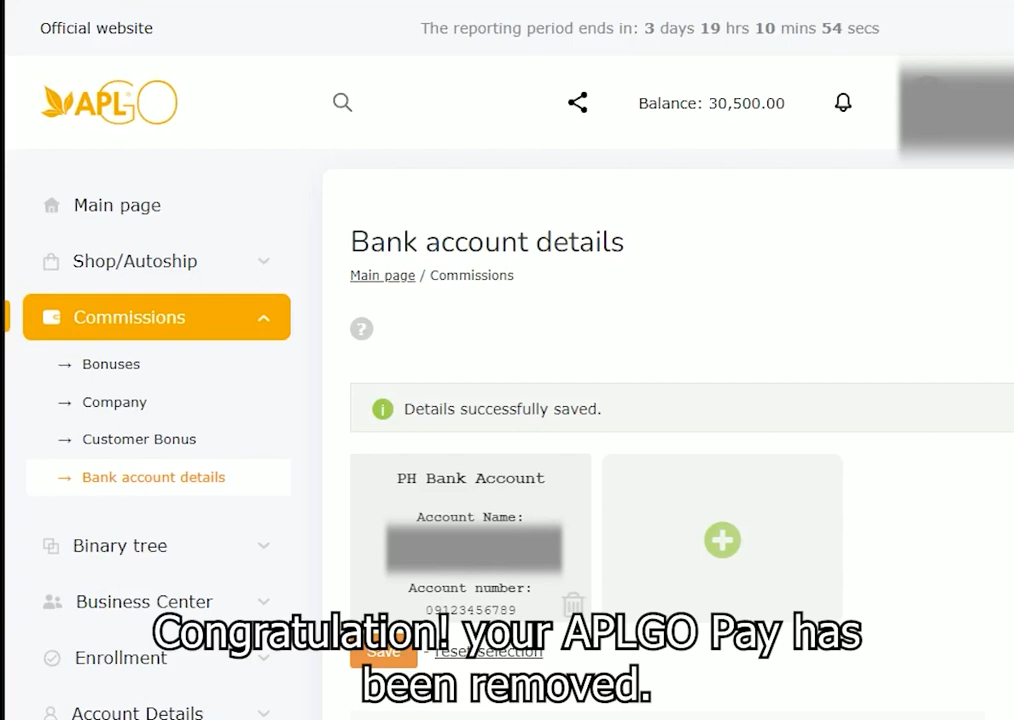 Official website
The reporting period ends in: 3 days 19 hrs 10 mins 54 secs
APLGO
Balance: 30,500.00
Main page
Shop/Autoship
Commissions
Bonuses
Company
Customer Bonus
Bank account details
Binary tree
Business Center
Enrollment
Account Details
Bank account details
Main page / Commissions
?
i Details successfully saved.
PH Bank Account
Account Name:
Account number:
09123456789
Save - reset selection
Congratulation! your APLGO Pay has
been removed.